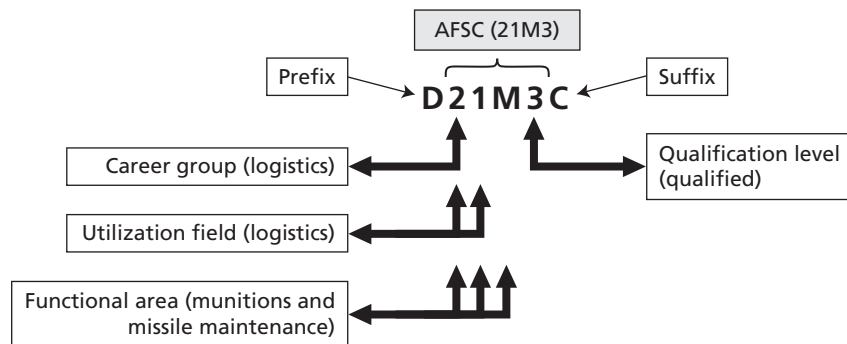 AFSC (21M3)
Prefix
D21M3C
Suffix
Career group (logistics)
Qualification level
(qualified)
Utilization field (logistics)
Functional area (munitions and
missile maintenance)